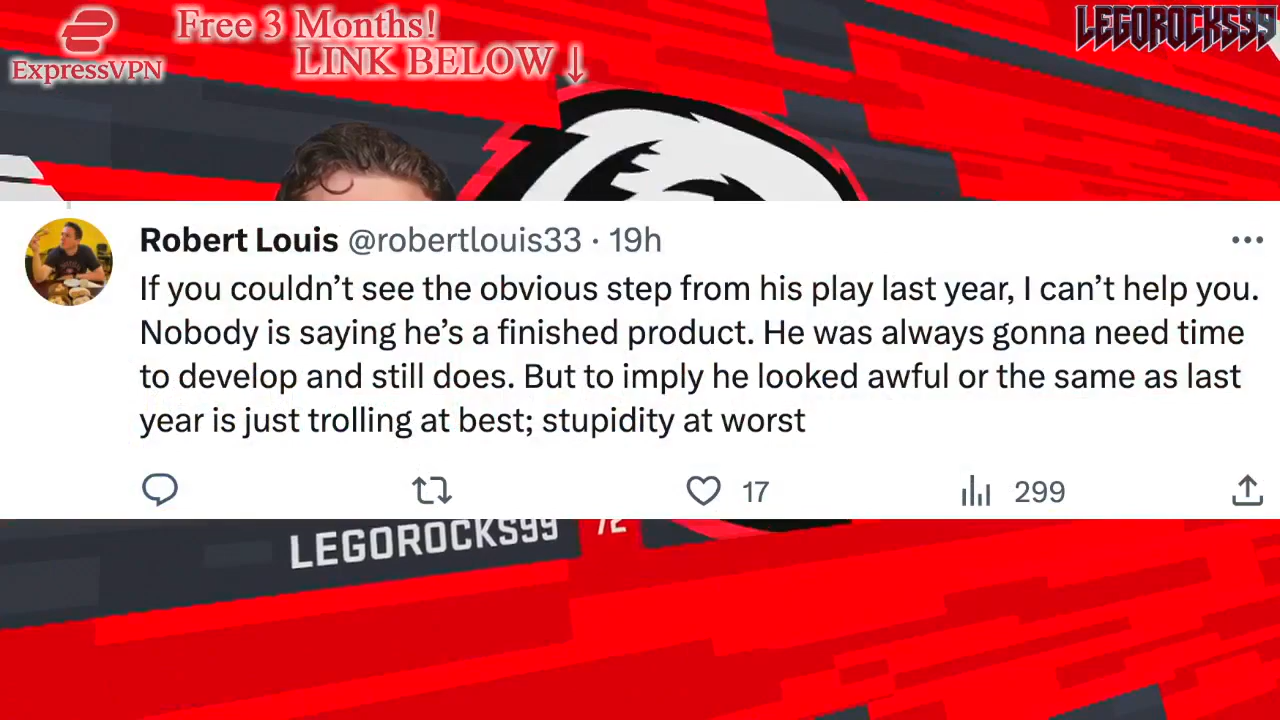 Free 3 Months!
LINK BELOW ↓
ExpressVPN
LEGOROCKS99
Robert Louis @robertlouis33 · 19h
If you couldn’t see the obvious step from his play last year, I can’t help you.
Nobody is saying he’s a finished product. He was always gonna need time
to develop and still does. But to imply he looked awful or the same as last
year is just trolling at best; stupidity at worst
17
299
LEGOROCKS99
72